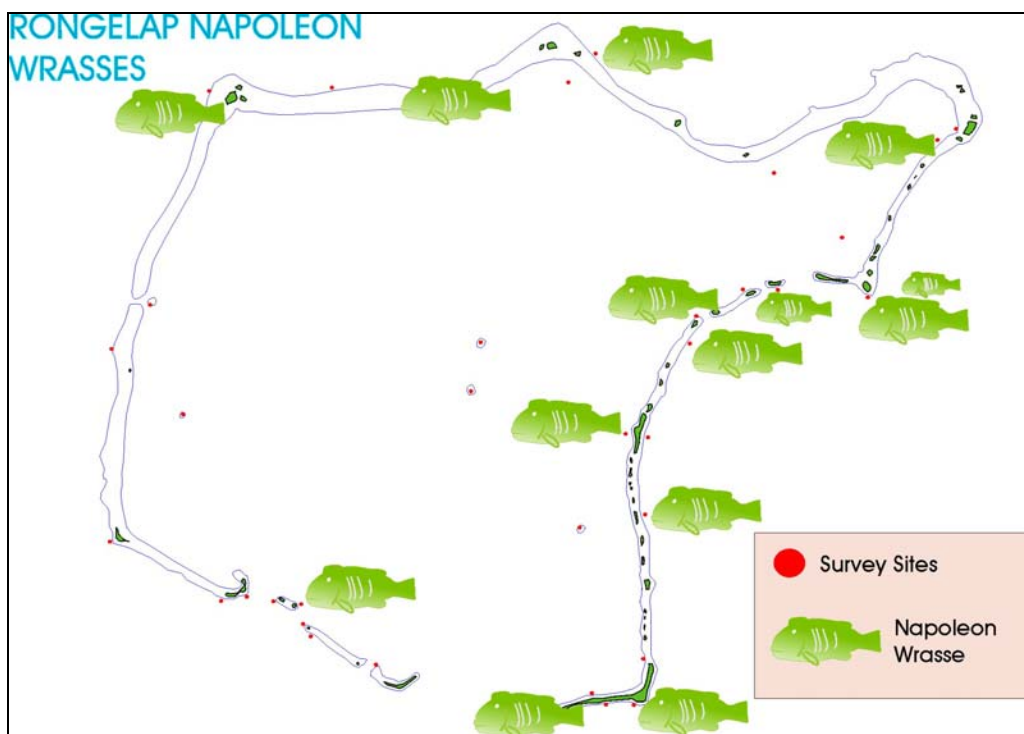 RONGELAP NAPOLEON
WRASSES
Survey Sites
Napoleon
Wrasse